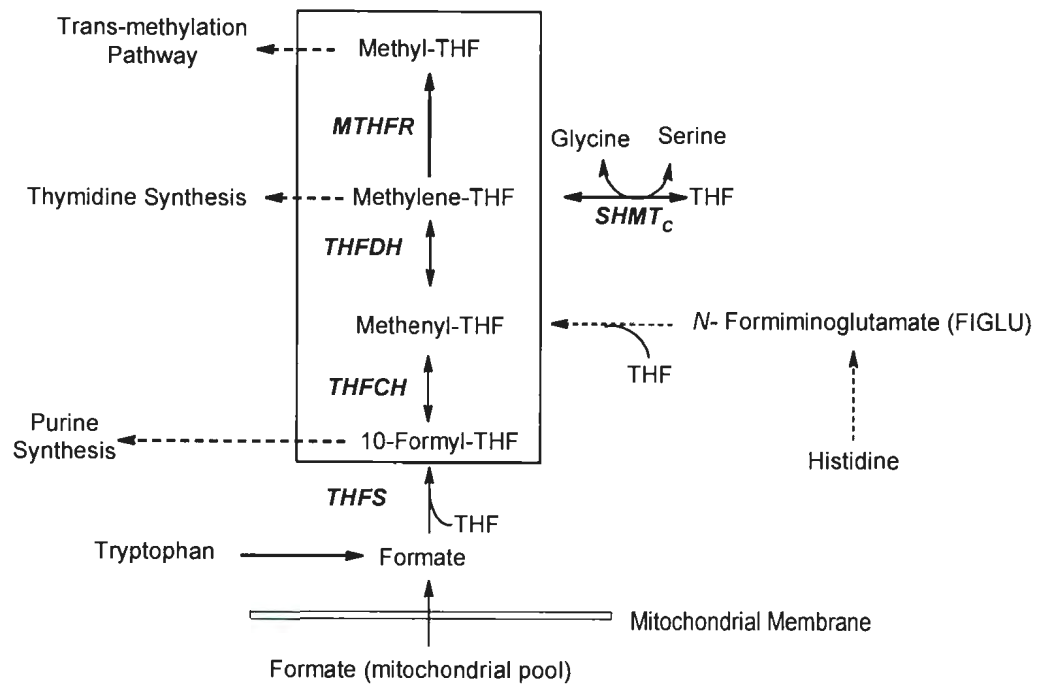 Trans-methylation
Pathway
Methyl-THF
MTHFR
Glycine
Serine
Thymidine Synthesis
Methylene-THF
THF
SHMTC
THFDH
Methenyl-THF
N- Formiminoglutamate (FIGLU)
THF
THFCH
Purine
Synthesis
10-Formyl-THF
Histidine
THFS
THF
Tryptophan
Formate
Mitochondrial Membrane
Formate (mitochondrial pool)